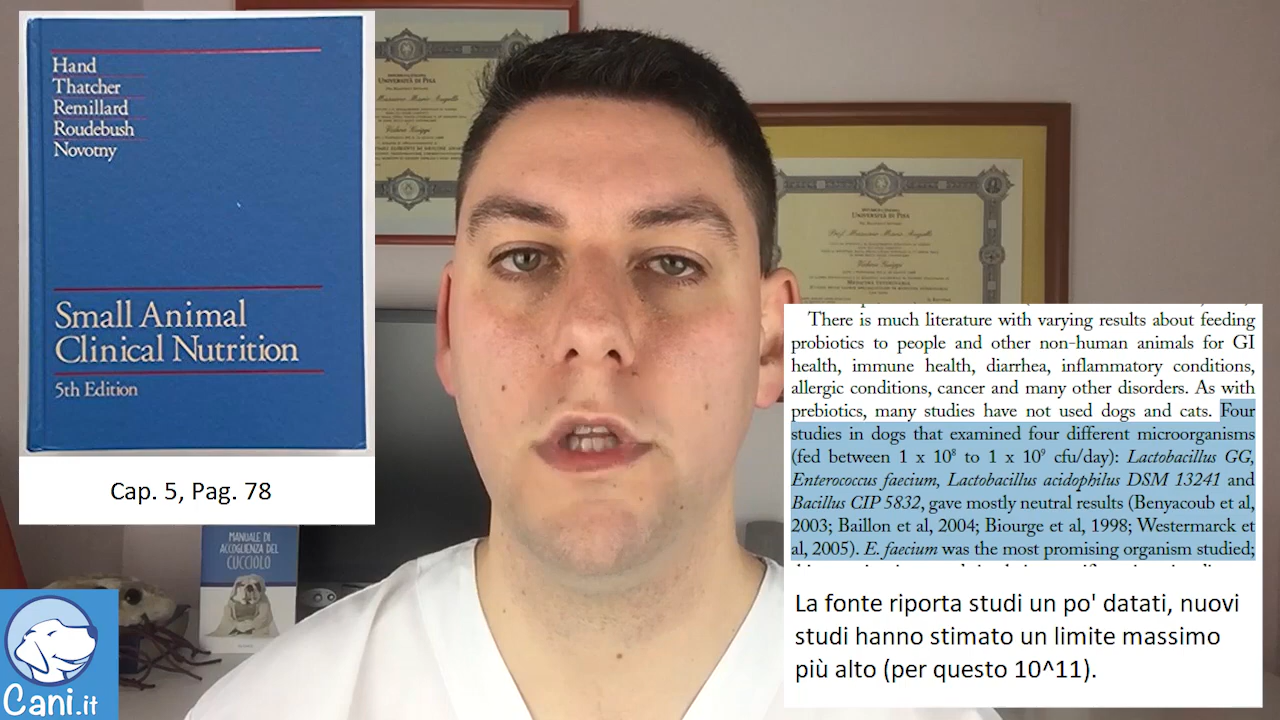 Hand
Thatcher
Remillard
Roudebush
Novotny
Small Animal
Clinical Nutrition
5th Edition
Cap. 5, Pag. 78
UNIVERSITÀ DI PISA
UNIVERSITÀ DI PISA
MANUALE DI
ACCOGLIENZA DEL
CUCCIOLO
Cani.it
There is much literature with varying results about feeding
probiotics to people and other non-human animals for GI
health, immune health, diarrhea, inflammatory conditions,
allergic conditions, cancer and many other disorders. As with
prebiotics, many studies have not used dogs and cats. Four
studies in dogs that examined four different microorganisms
(fed between 1 x 10⁸ to 1 x 10⁹ cfu/day): Lactobacillus GG,
Enterococcus faecium, Lactobacillus acidophilus DSM 13241 and
Bacillus CIP 5832, gave mostly neutral results (Benyacoub et al,
2003; Baillon et al, 2004; Biourge et al, 1998; Westermarck et
al, 2005). E. faecium was the most promising organism studied;
La fonte riporta studi un po' datati, nuovi
studi hanno stimato un limite massimo
più alto (per questo 10^11).